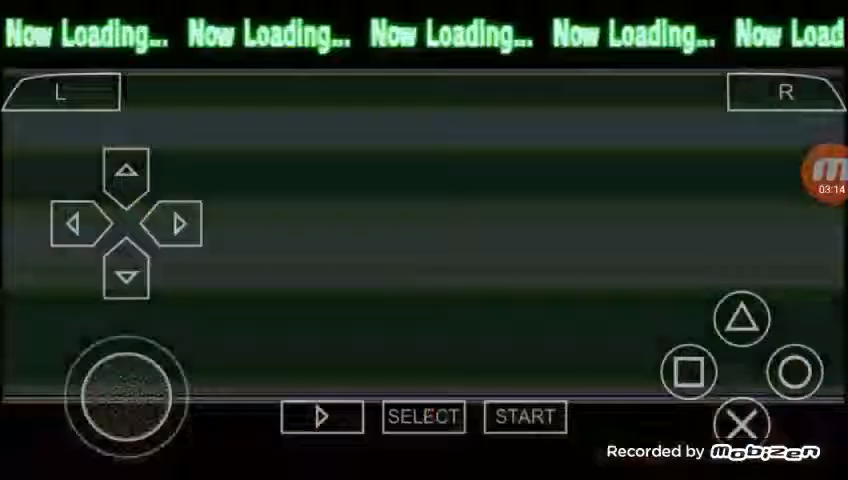 Now Loading... Now Loading... Now Loading... Now Loading... Now Load
L R
03:14
SELECT START
Recorded by Mobizen